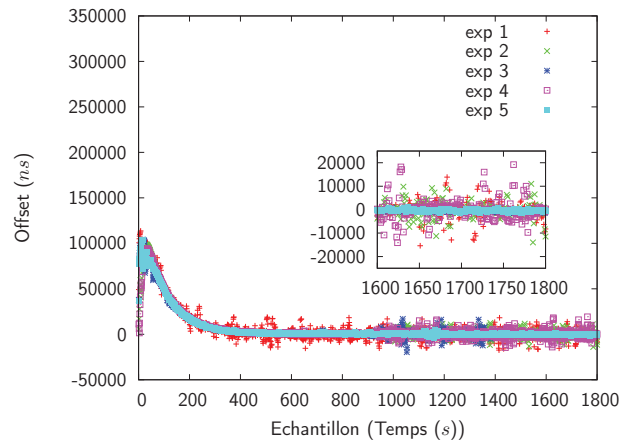 350000
300000
250000
200000
150000
100000
50000
0
-50000
Offset (ns)
exp 1
exp 2
exp 3
exp 4
exp 5
20000
10000
0
-10000
-20000
1600 1650 1700 1750 1800
0 200 400 600 800 1000 1200 1400 1600 1800
Echantillon (Temps (s))